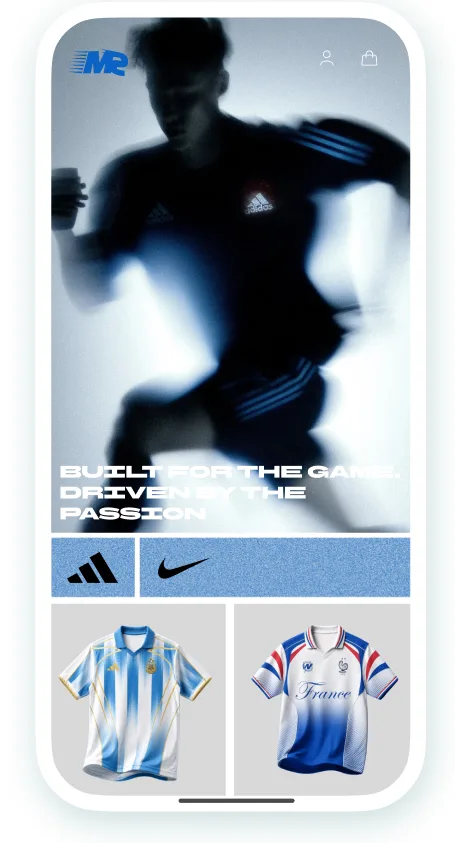 MR
adidas
BUILT FOR THE GAME.
DRIVEN BY THE
PASSION
France